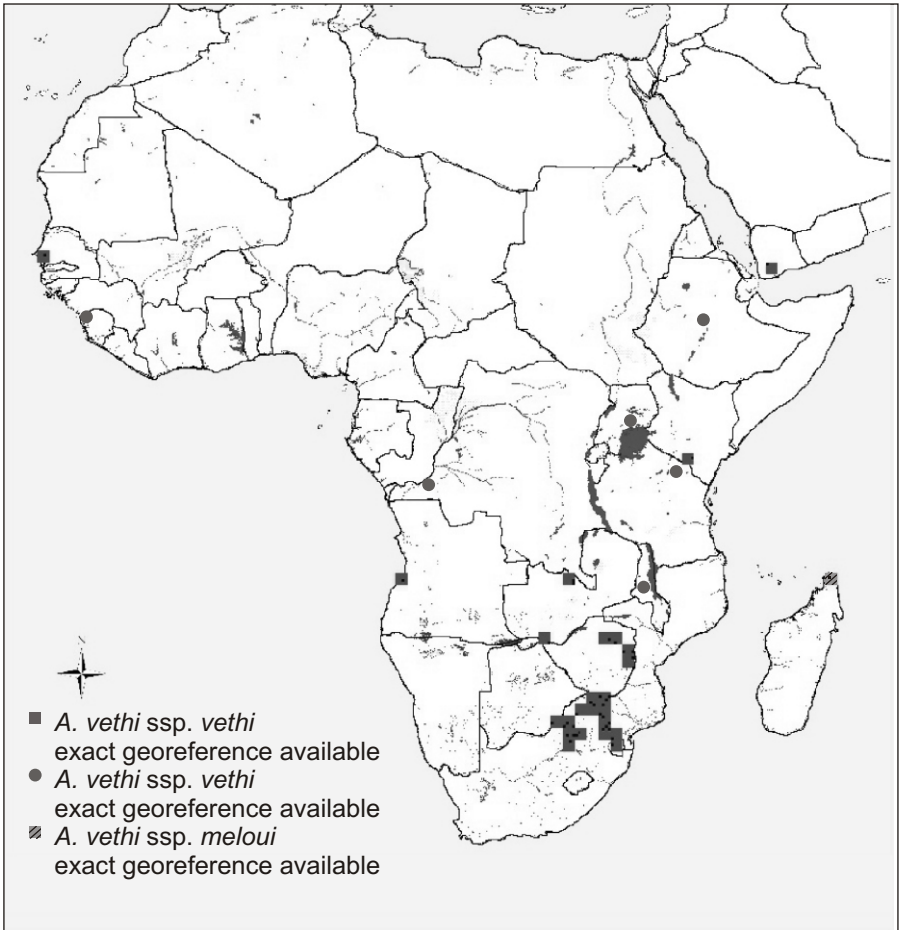 N
A. vethi ssp. vethi
exact georeference available
A. vethi ssp. vethi
exact georeference available
A. vethi ssp. meloui
exact georeference available